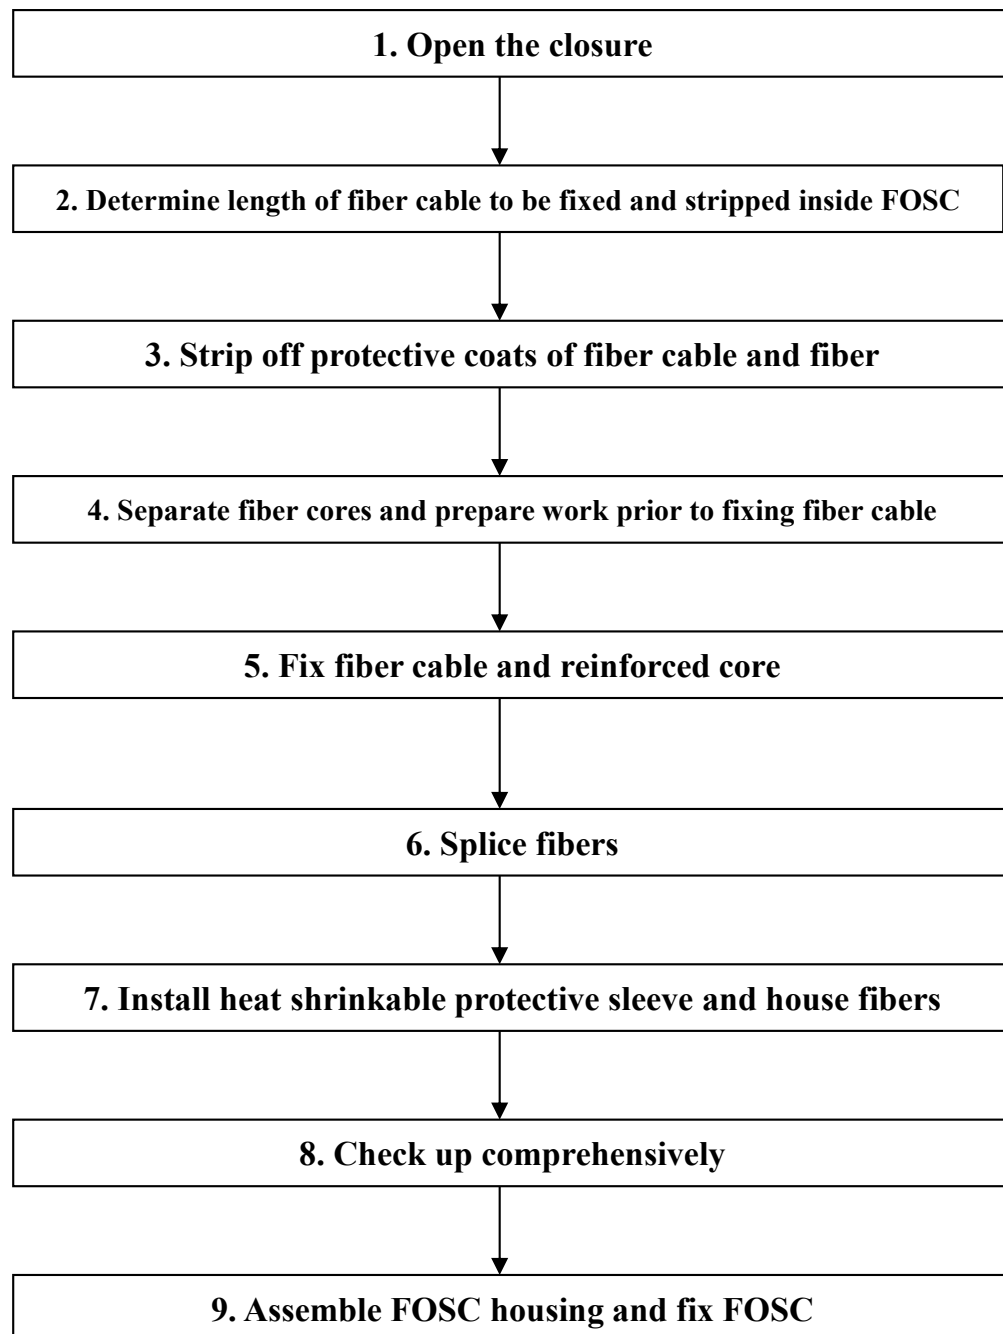 1. Open the closure
2. Determine length of fiber cable to be fixed and stripped inside FOSC
3. Strip off protective coats of fiber cable and fiber
4. Separate fiber cores and prepare work prior to fixing fiber cable
5. Fix fiber cable and reinforced core
6. Splice fibers
7. Install heat shrinkable protective sleeve and house fibers
8. Check up comprehensively
9. Assemble FOSC housing and fix FOSC